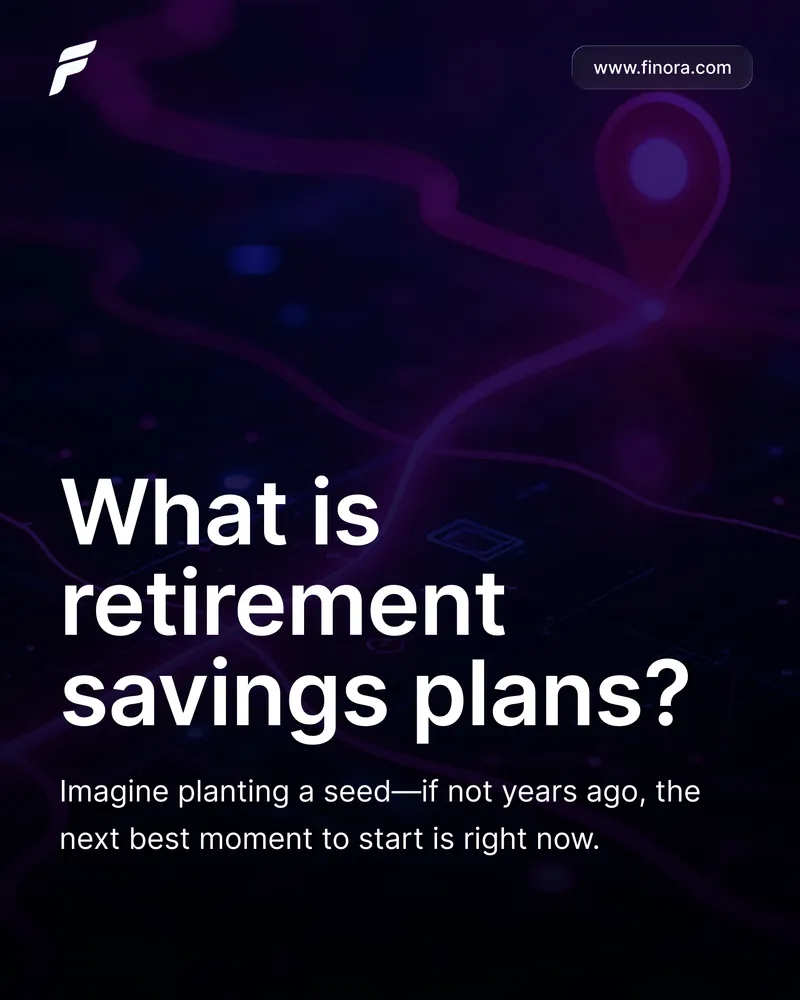 www.finora.com
What is
retirement
savings plans?
Imagine planting a seed—if not years ago, the
next best moment to start is right now.